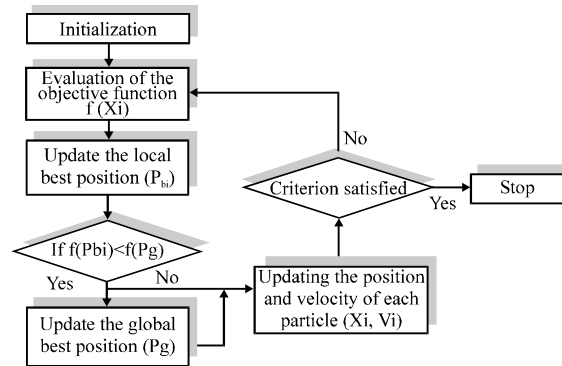 Initialization
Evaluation of the
objective function
f (Xi)
Update the local
best position (Pbi)
If f(Pbi)<f(Pg)
Yes
No
Update the global
best position (Pg)
Updating the position
and velocity of each
particle (Xi, Vi)
Criterion satisfied
No
Yes
Stop